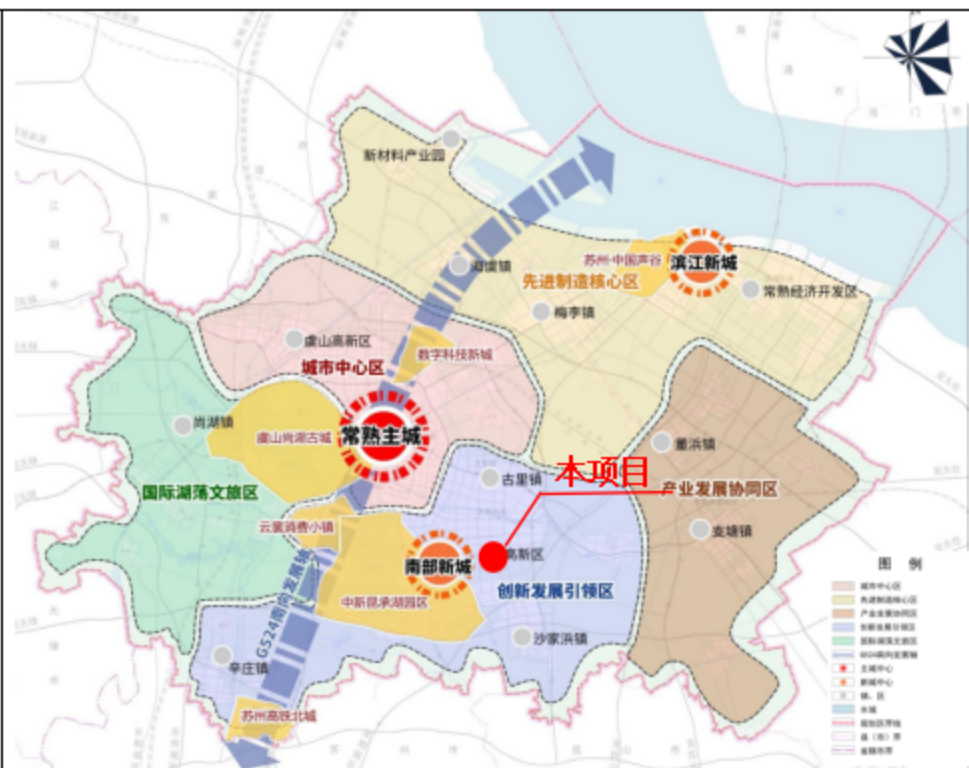 新材料产业园
海虞镇
苏州·中国声谷
滨江新城
先进制造核心区
常熟经济开发区
梅李镇
虞山高新区
数字科技新城
城市中心区
尚湖镇
虞山尚湖古城
常熟主城
董浜镇
古里镇
本项目
国际湖荡文旅区
产业发展协同区
云裳消费小镇
支塘镇
高新区
南部新城
创新发展引领区
中新昆承湖园区
G524南向发展轴
沙家浜镇
辛庄镇
苏州高铁北城
图 例
城市中心区
先进制造核心区
产业发展协同区
创新发展引领区
国际湖荡文旅区
G524南向发展轴
主城中心
新城中心
镇、区
水域
规划区界线
县（市）界